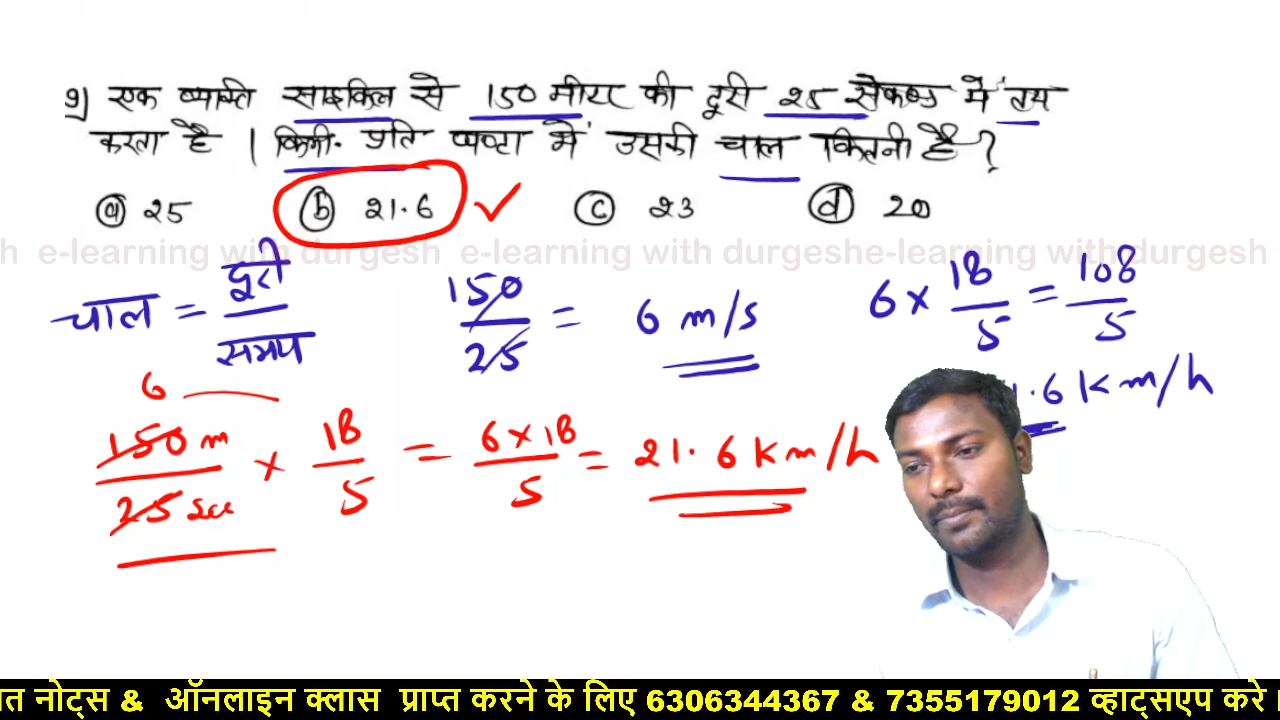 9) एक व्यक्ति साइकिल से 150 मीटर की दूरी 25 सेकण्ड में तय
करता है । किमी. प्रति घण्टा में उसकी चाल कितनी है ?
(a) 25 (b) 21.6 ✓ (c) 23 (d) 20
h e-learning with durgesh e-learning with durgeshe-learning with durgesh
चाल = दूरी / समय 150 / 25 = 6 m/s 6 × 18 / 5 = 108 / 5
.6 Km/h
6
150 m / 25 sec × 18 / 5 = 6 × 18 / 5 = 21.6 Km/h
त नोट्स & ऑनलाइन क्लास प्राप्त करने के लिए 6306344367 & 7355179012 व्हाट्सएप करे